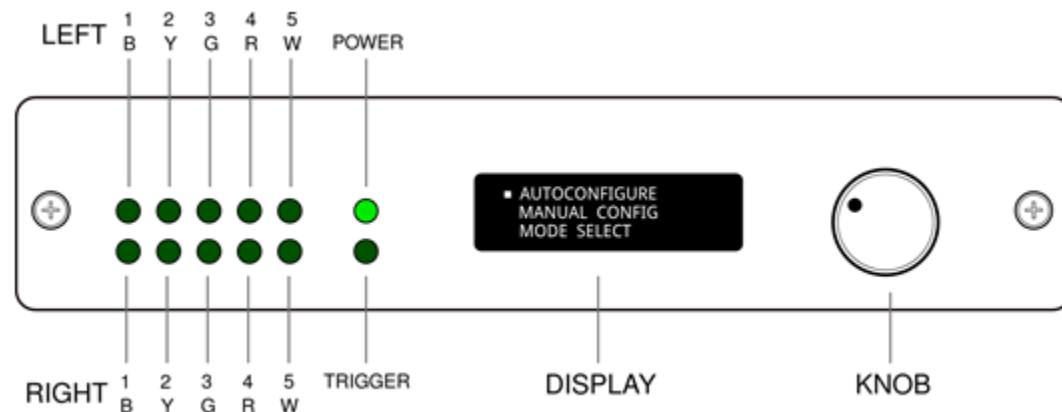 LEFT
1 2 3 4 5
B Y G R W
POWER
▪ AUTOCONFIGURE
MANUAL CONFIG
MODE SELECT
RIGHT
1 2 3 4 5
B Y G R W
TRIGGER
DISPLAY
KNOB